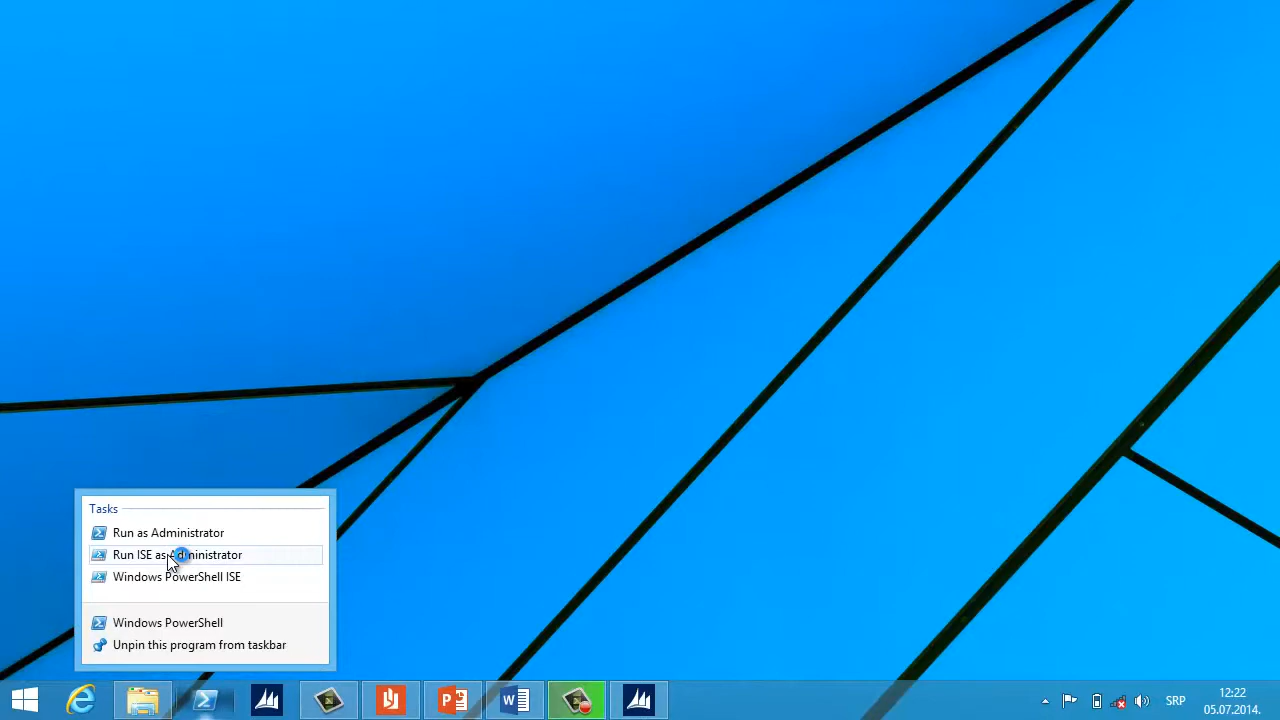 Tasks
Run as Administrator
Run ISE as Administrator
Windows PowerShell ISE
Windows PowerShell
Unpin this program from taskbar
SRP
12:22
05.07.2014.